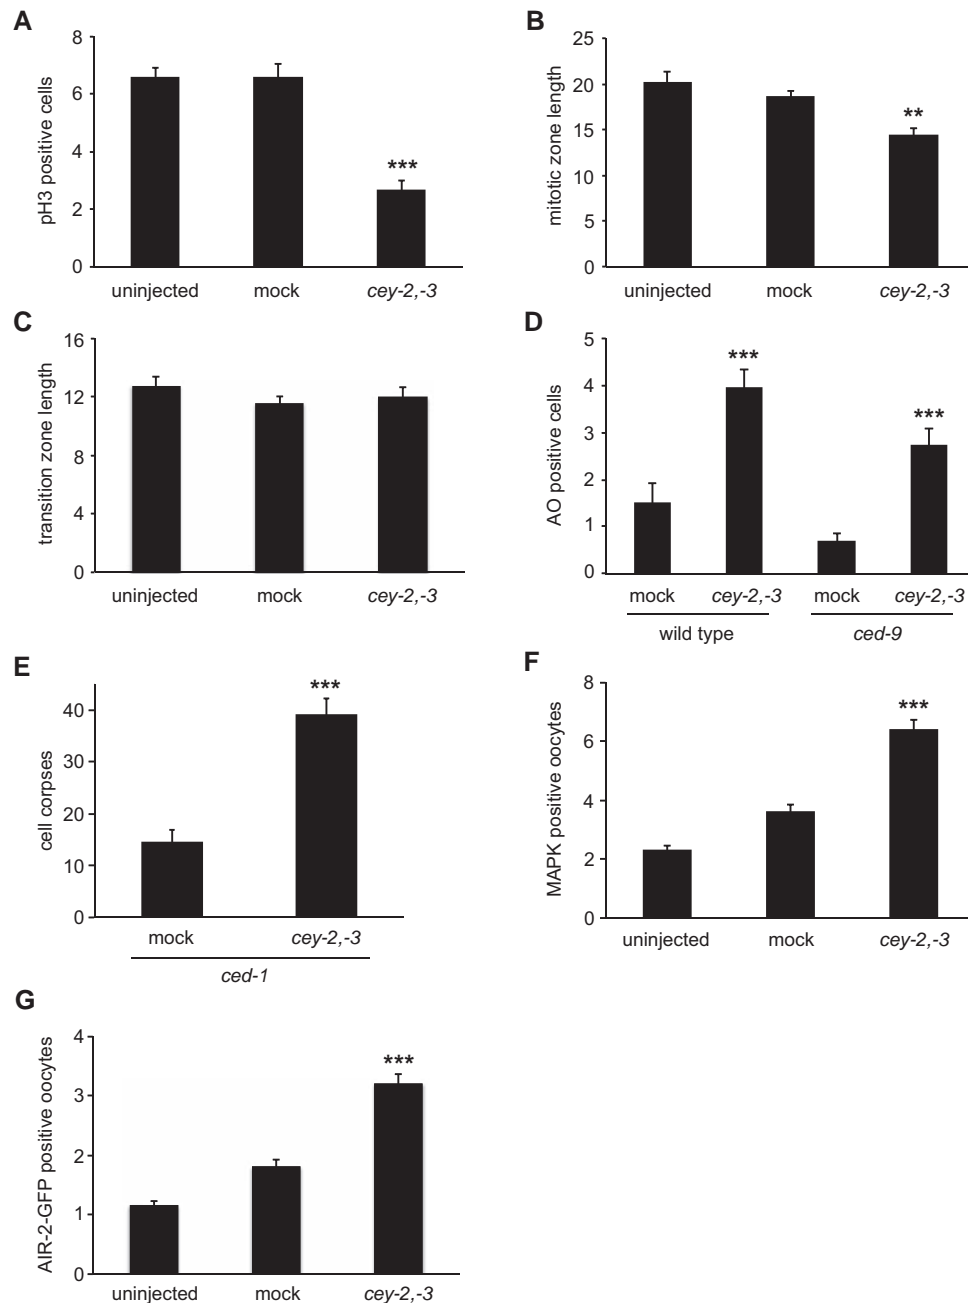 A
8
6
4
2
0
pH3 positive cells
***
uninjected mock cey-2,-3
B
25
20
15
10
5
0
mitotic zone length
**
uninjected mock cey-2,-3
C
16
12
8
4
0
transition zone length
uninjected mock cey-2,-3
D
5
4
3
2
1
0
AO positive cells
***
***
mock cey-2,-3 mock cey-2,-3
wild type ced-9
E
40
30
20
10
0
cell corpses
***
mock cey-2,-3
ced-1
F
8
6
4
2
0
MAPK positive oocytes
***
uninjected mock cey-2,-3
G
4
3
2
1
0
AIR-2-GFP positive oocytes
***
uninjected mock cey-2,-3